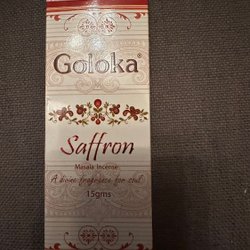 Goloka®
Saffron
Masala Incense
A divine fragrance for soul
15gms